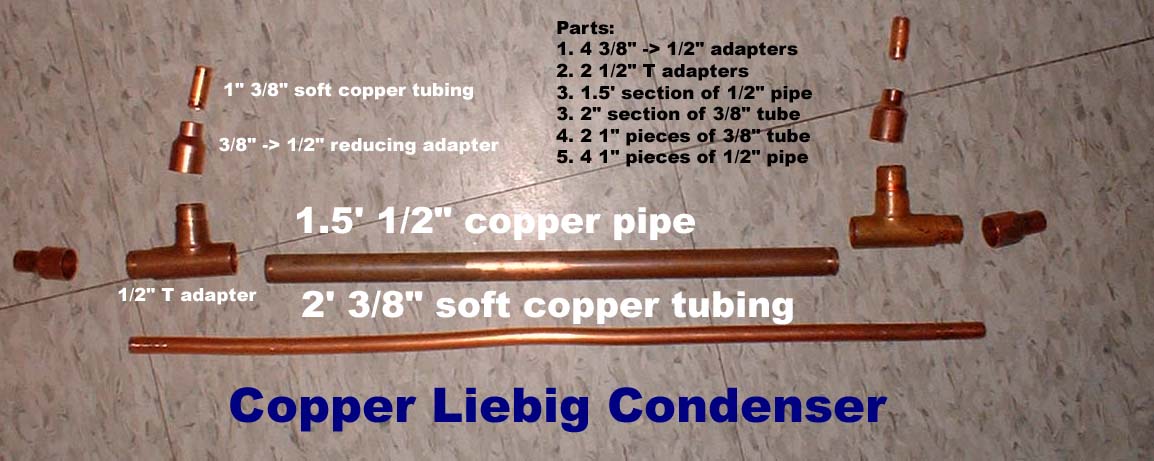 Parts:
1. 4 3/8" -> 1/2" adapters
2. 2 1/2" T adapters
3. 1.5' section of 1/2" pipe
3. 2" section of 3/8" tube
4. 2 1" pieces of 3/8" tube
5. 4 1" pieces of 1/2" pipe
1" 3/8" soft copper tubing
3/8" -> 1/2" reducing adapter
1.5' 1/2" copper pipe
1/2" T adapter
2' 3/8" soft copper tubing
Copper Liebig Condenser